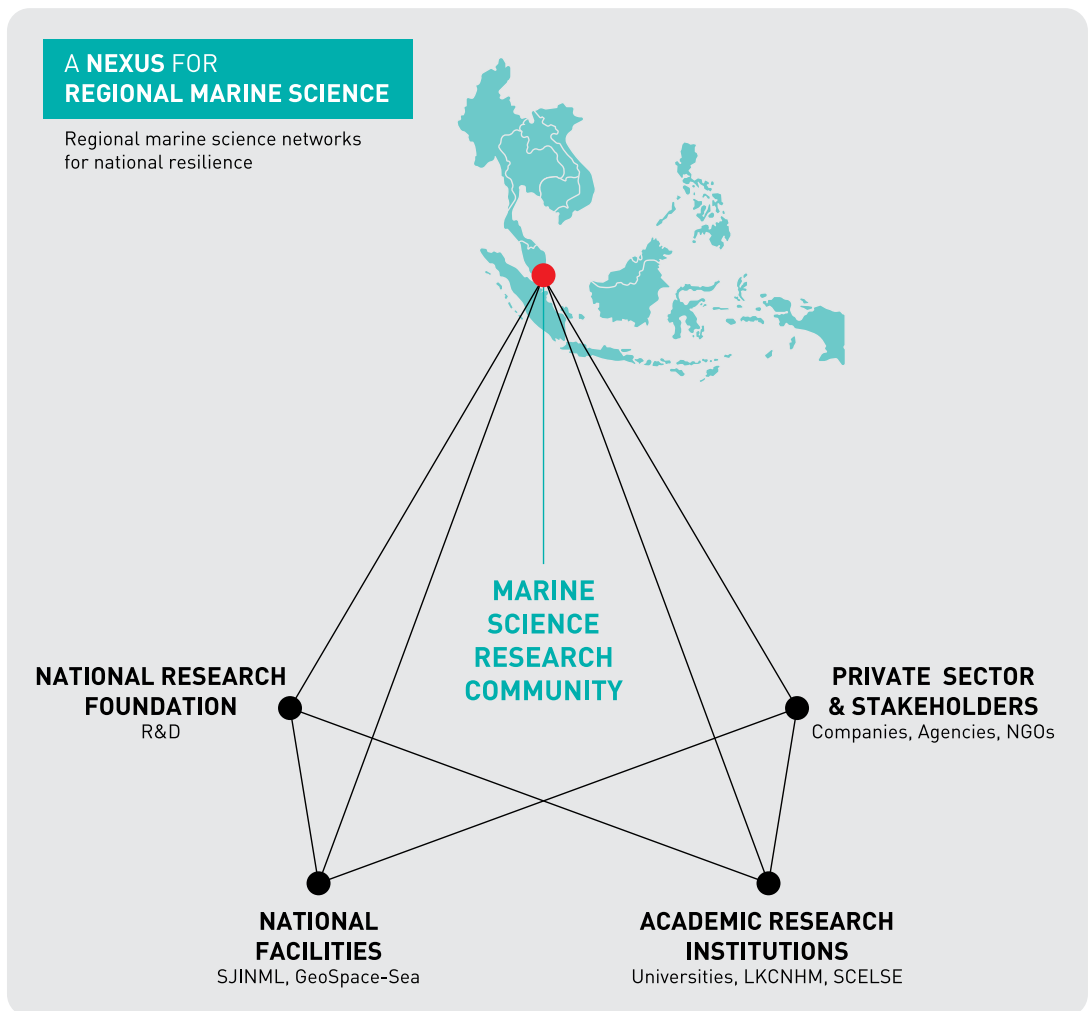 A NEXUS FOR
REGIONAL MARINE SCIENCE
Regional marine science networks
for national resilience
MARINE
SCIENCE
RESEARCH
COMMUNITY
NATIONAL RESEARCH
FOUNDATION
R&D
PRIVATE SECTOR
& STAKEHOLDERS
Companies, Agencies, NGOs
NATIONAL
FACILITIES
SJINML, GeoSpace-Sea
ACADEMIC RESEARCH
INSTITUTIONS
Universities, LKCNHM, SCELSE